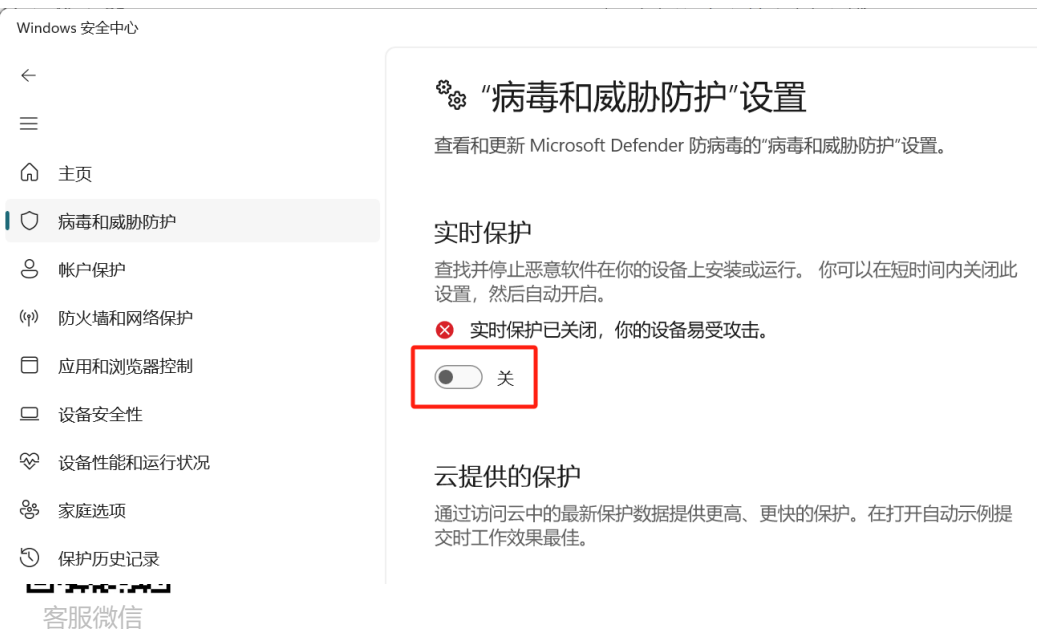 Windows 安全中心
主页
病毒和威胁防护
帐户保护
防火墙和网络保护
应用和浏览器控制
设备安全性
设备性能和运行状况
家庭选项
保护历史记录
客服微信
“病毒和威胁防护”设置
查看和更新 Microsoft Defender 防病毒的“病毒和威胁防护”设置。
实时保护
查找并停止恶意软件在你的设备上安装或运行。 你可以在短时间内关闭此
设置，然后自动开启。
实时保护已关闭，你的设备易受攻击。
关
云提供的保护
通过访问云中的最新保护数据提供更高、更快的保护。在打开自动示例提
交时工作效果最佳。